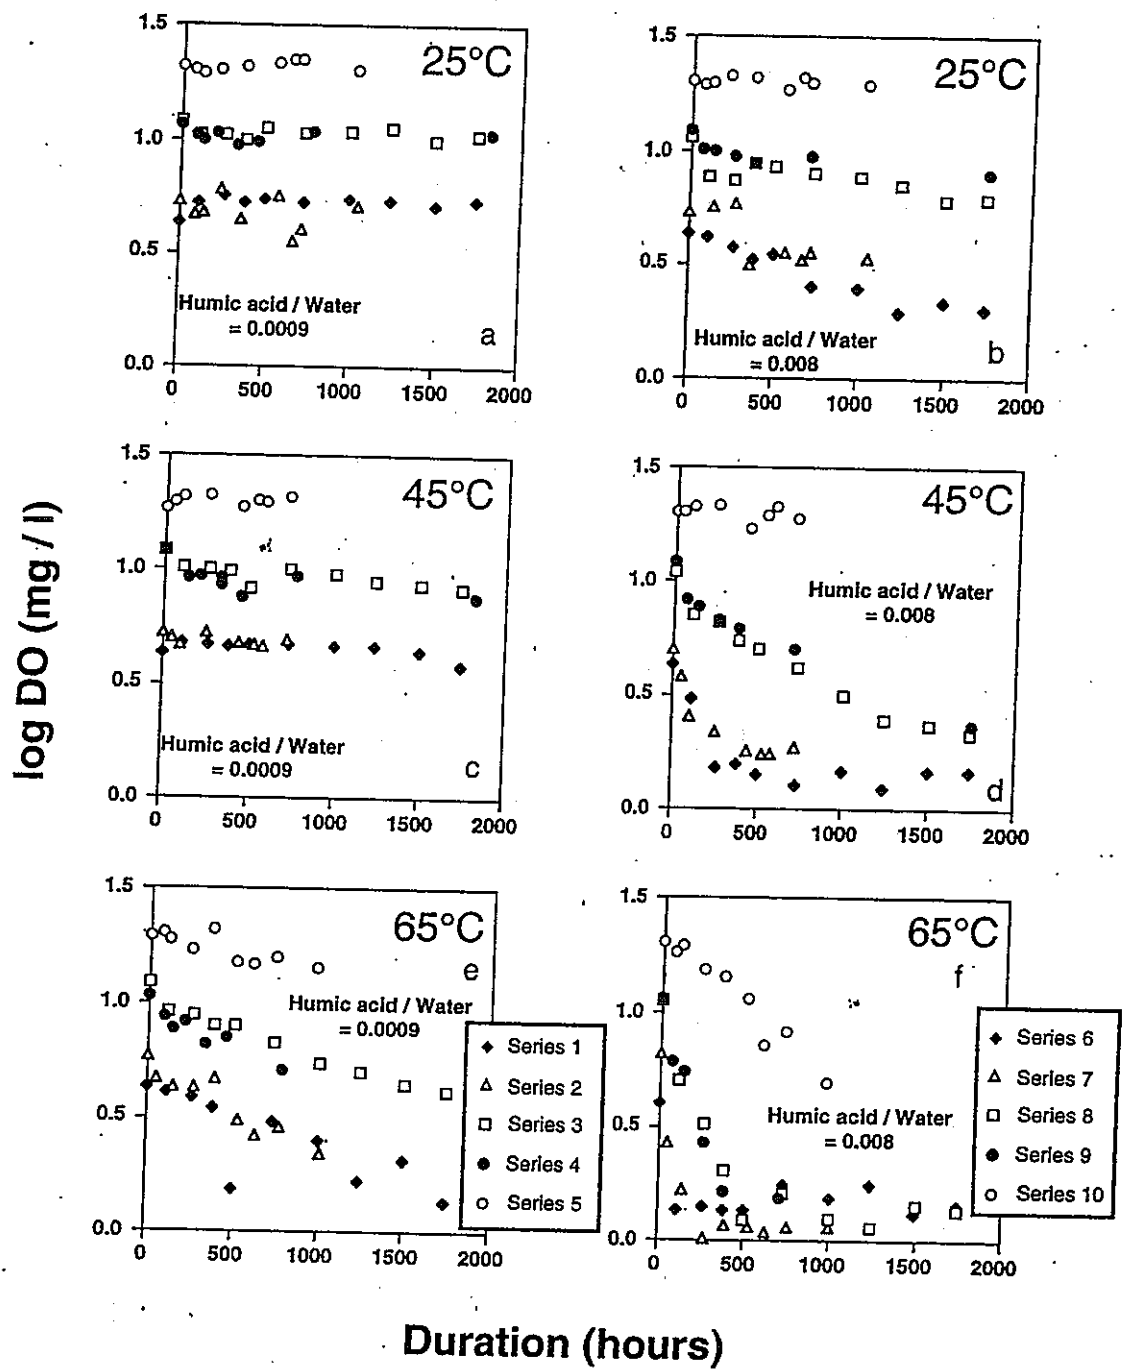 1.5
1.0
0.5
0.0
25°C
Humic acid / Water
= 0.0009
a
0 500 1000 1500 2000
1.5
1.0
0.5
0.0
25°C
Humic acid / Water
= 0.008
b
0 500 1000 1500 2000
log DO (mg / l)
1.5
1.0
0.5
0.0
45°C
Humic acid / Water
= 0.0009
c
0 500 1000 1500 2000
1.5
1.0
0.5
0.0
45°C
Humic acid / Water
= 0.008
d
0 500 1000 1500 2000
1.5
1.0
0.5
0.0
65°C
e
Humic acid / Water
= 0.0009
Series 1
Series 2
Series 3
Series 4
Series 5
0 500 1000 1500 2000
1.5
1.0
0.5
0.0
65°C
f
Humic acid / Water
= 0.008
Series 6
Series 7
Series 8
Series 9
Series 10
0 500 1000 1500 2000
Duration (hours)